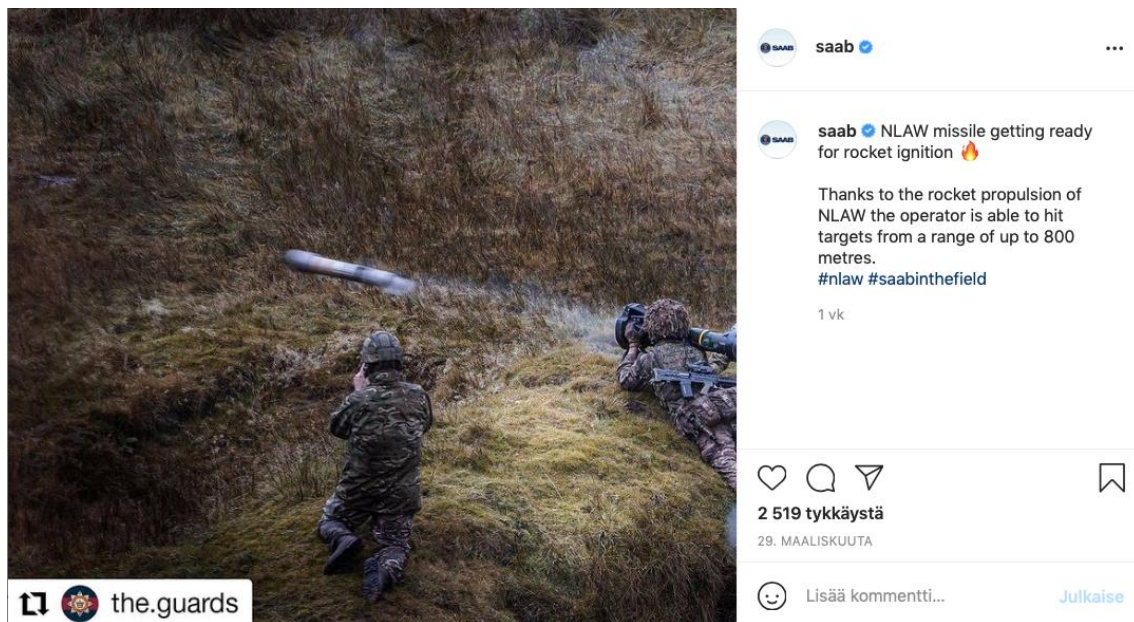 SAAB
saab
SAAB
saab NLAW missile getting ready
for rocket ignition 🔥
Thanks to the rocket propulsion of
NLAW the operator is able to hit
targets from a range of up to 800
metres.
#nlaw #saabinthefield
1 vk
2 519 tykkäystä
29. MAALISKUUTA
Lisää kommentti... Julkaise
the.guards